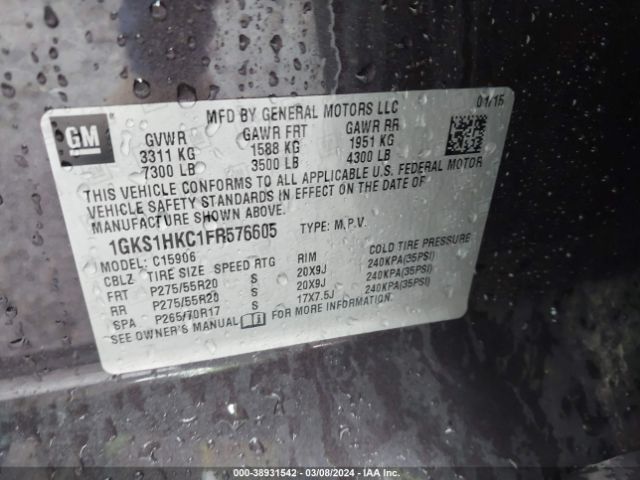 MFD BY GENERAL MOTORS LLC 01/15
GM
GVWR GAWR FRT GAWR RR
3311 KG 1588 KG 1951 KG
7300 LB 3500 LB 4300 LB
THIS VEHICLE CONFORMS TO ALL APPLICABLE U.S. FEDERAL MOTOR
VEHICLE SAFETY STANDARDS IN EFFECT ON THE DATE OF
MANUFACTURE SHOWN ABOVE.
1GKS1HKC1FR576605 TYPE: M.P.V.
MODEL: C15906
CBLZ TIRE SIZE SPEED RTG RIM COLD TIRE PRESSURE
FRT P275/55R20 S 20X9J 240KPA(35PSI)
RR P275/55R20 S 20X9J 240KPA(35PSI)
SPA P265/70R17 S 17X7.5J 240KPA(35PSI)
SEE OWNER'S MANUAL FOR MORE INFORMATION.
000-38931542 - 03/08/2024 - IAA Inc.